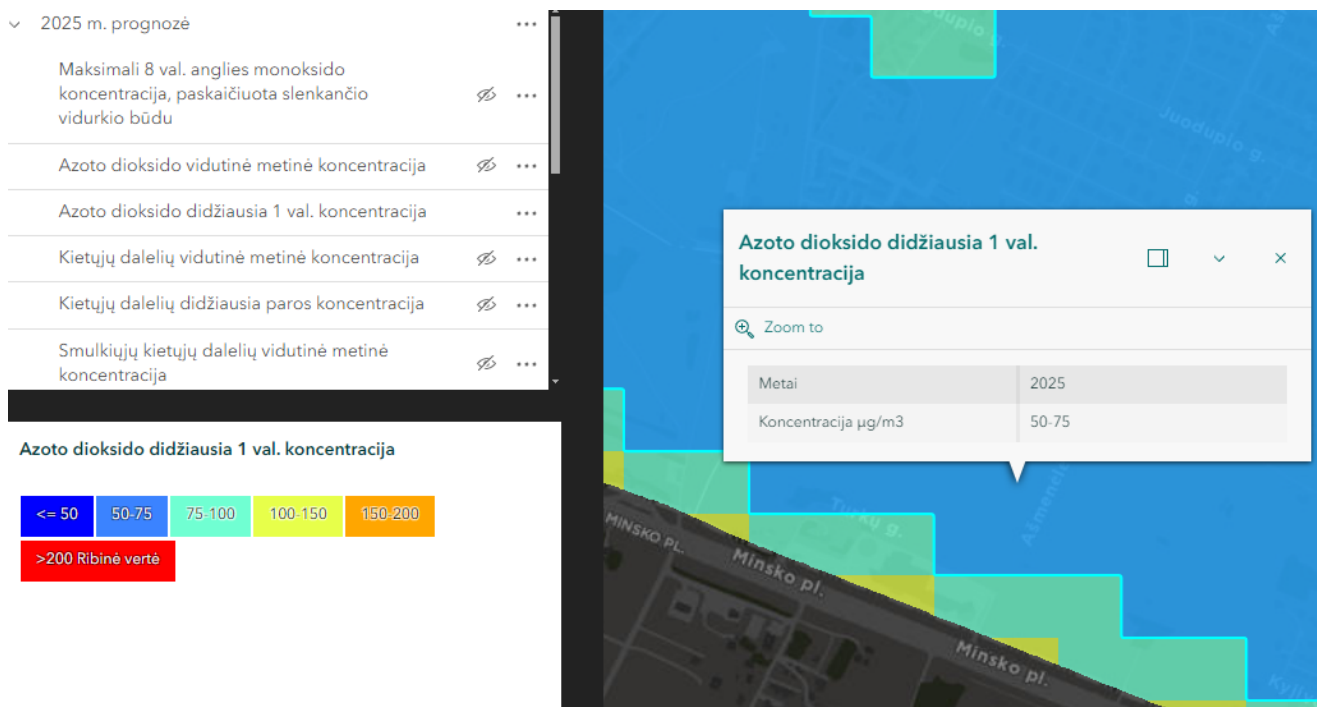 2025 m. prognozė
Maksimali 8 val. anglies monoksido
koncentracija, paskaičiuota slenkančio
vidurkio būdu
Azoto dioksido vidutinė metinė koncentracija
Azoto dioksido didžiausia 1 val. koncentracija
Kietųjų dalelių vidutinė metinė koncentracija
Kietųjų dalelių didžiausia paros koncentracija
Smulkiųjų kietųjų dalelių vidutinė metinė
koncentracija
Azoto dioksido didžiausia 1 val. koncentracija
<= 50 50-75 75-100 100-150 150-200
>200 Ribinė vertė
Juodupio g.
Azoto dioksido didžiausia 1 val.
koncentracija
Zoom to
Metai 2025
Koncentracija µg/m3 50-75
Turkų g.
MINSKO PL.
Minsko pl.
Minsko pl.